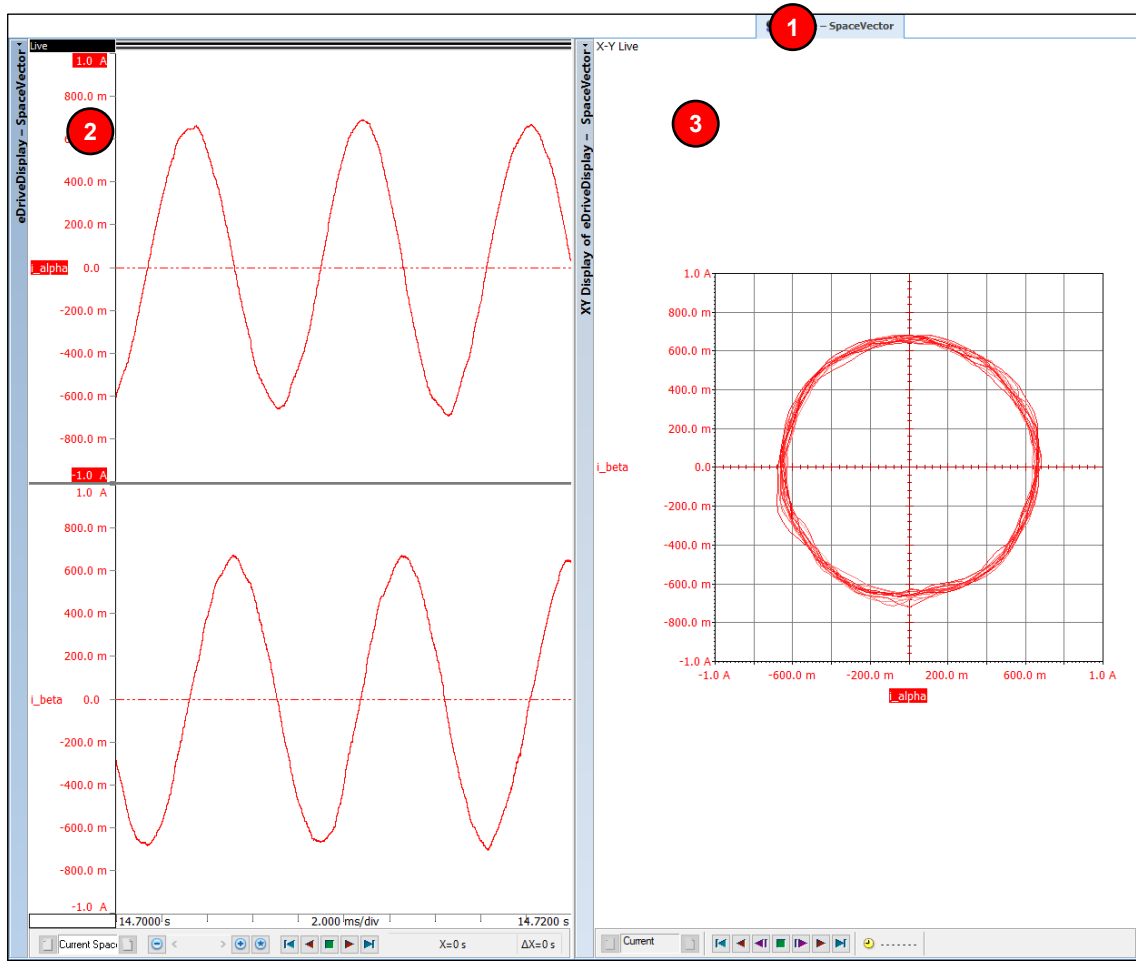 1
– SpaceVector
eDriveDisplay – SpaceVector
Live
1.0 A
800.0 m
2
400.0 m
200.0 m
i_alpha 0.0
-200.0 m
-400.0 m
-600.0 m
-800.0 m
-1.0 A
1.0 A
800.0 m
600.0 m
400.0 m
200.0 m
i_beta 0.0
-200.0 m
-400.0 m
-600.0 m
-800.0 m
-1.0 A
14.7000 s 2.000 ms/div 14.7200 s
Current Spac X=0 s ΔX=0 s
XY Display of eDriveDisplay – SpaceVector
X-Y Live
3
1.0 A
800.0 m
600.0 m
400.0 m
200.0 m
i_beta 0.0
-200.0 m
-400.0 m
-600.0 m
-800.0 m
-1.0 A
-1.0 A -600.0 m -200.0 m 200.0 m 600.0 m 1.0 A
i_alpha
Current -------